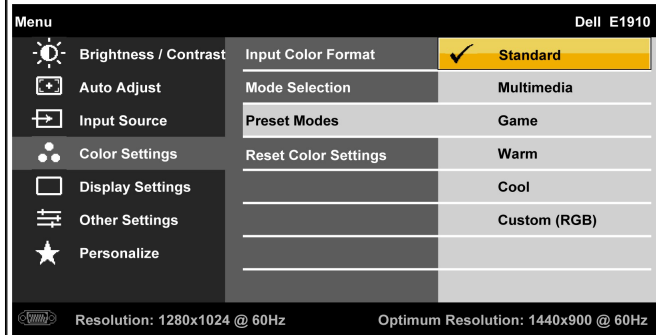 Menu Dell E1910
Brightness / Contrast Input Color Format Standard
Auto Adjust Mode Selection Multimedia
Input Source Preset Modes Game
Color Settings Reset Color Settings Warm
Display Settings Cool
Other Settings Custom (RGB)
Personalize
Resolution: 1280x1024 @ 60Hz Optimum Resolution: 1440x900 @ 60Hz